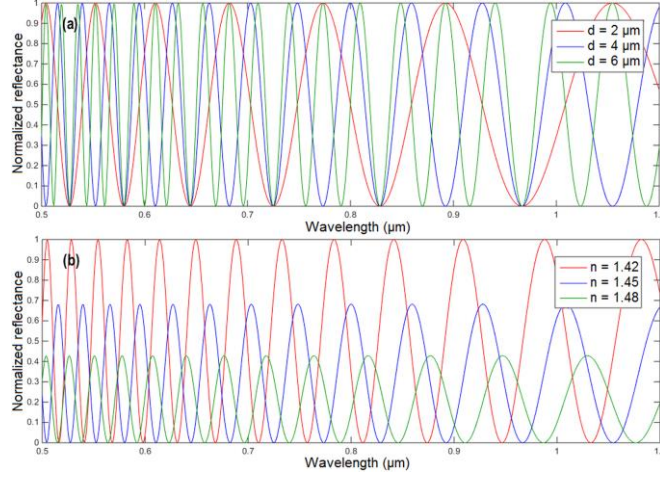 (a)
Normalized reflectance
1
0.9
0.8
0.7
0.6
0.5
0.4
0.3
0.2
0.1
0
d = 2 µm
d = 4 µm
d = 6 µm
0.5 0.6 0.7 0.8 0.9 1 1.
Wavelength (µm)
(b)
Normalized reflectance
1
0.9
0.8
0.7
0.6
0.5
0.4
0.3
0.2
0.1
0
n = 1.42
n = 1.45
n = 1.48
0.5 0.6 0.7 0.8 0.9 1 1.
Wavelength (µm)